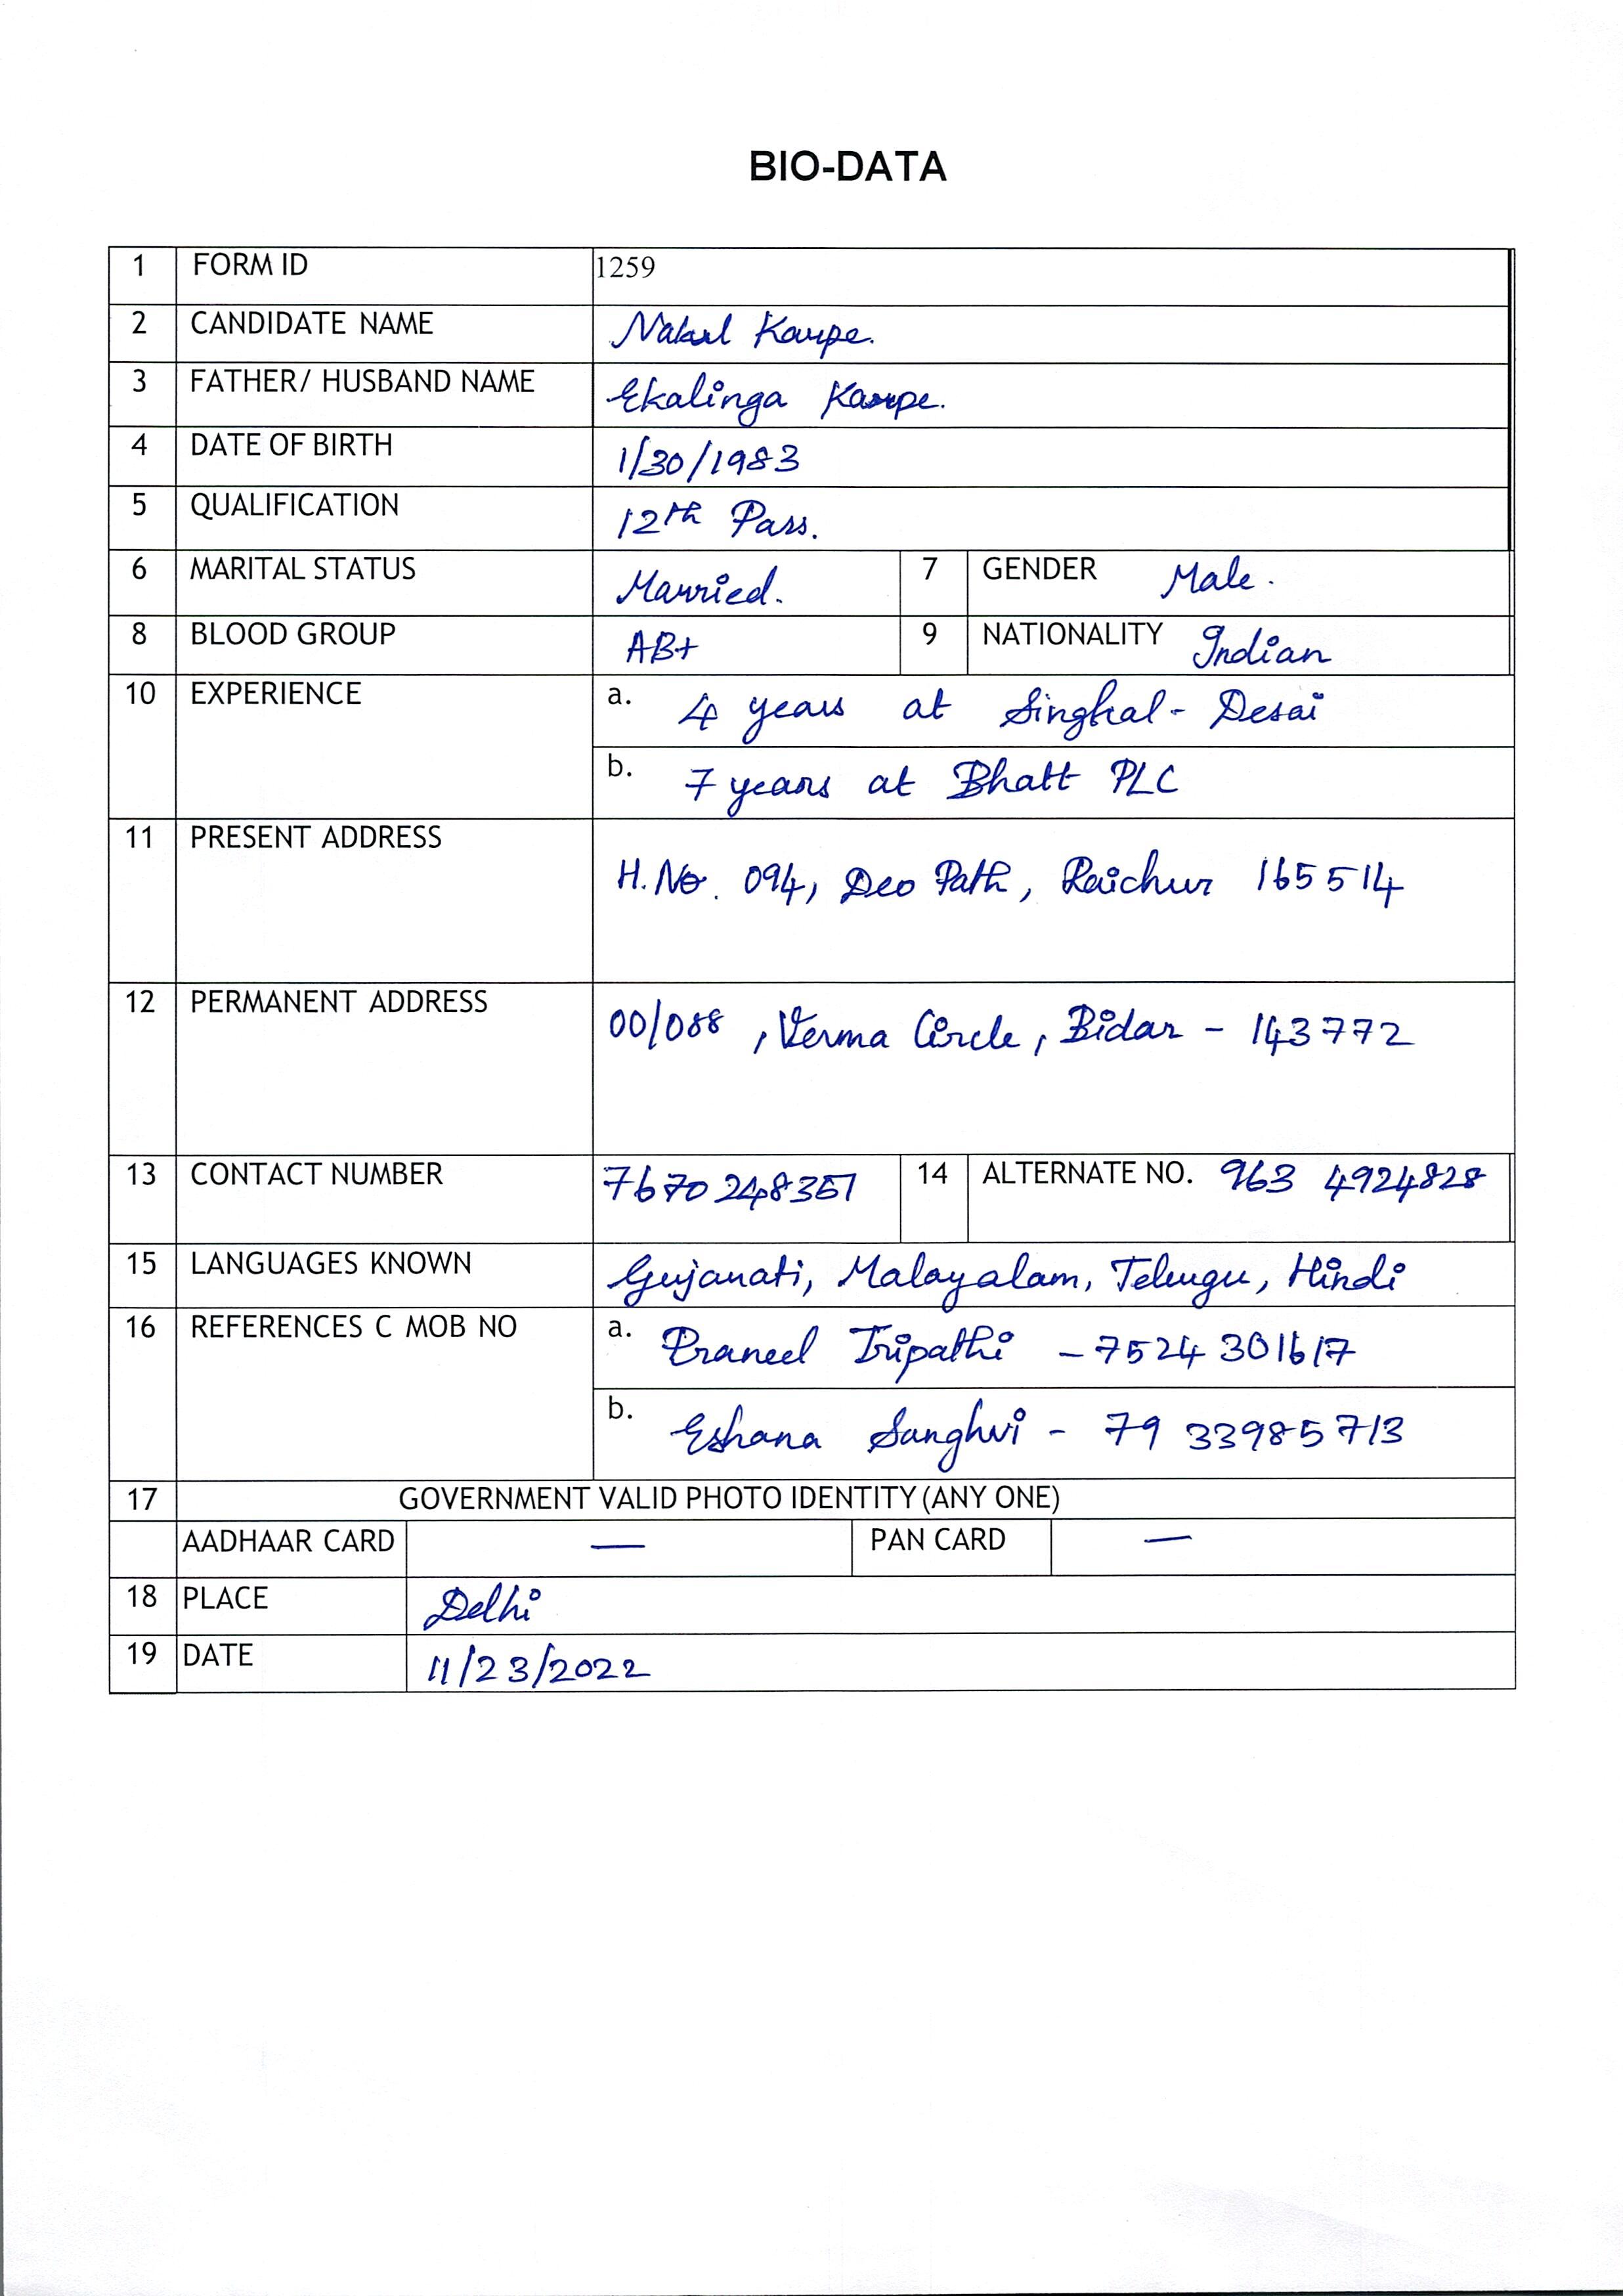 BIO-DATA
1 FORM ID 1259
2 CANDIDATE NAME Nakul Karpe.
3 FATHER/ HUSBAND NAME Ekalinga Karpe.
4 DATE OF BIRTH 1/30/1983
5 QUALIFICATION 12th Pass.
6 MARITAL STATUS Married. 7 GENDER Male.
8 BLOOD GROUP AB+ 9 NATIONALITY Indian
10 EXPERIENCE a. 4 years at Singhal- Desai
b. 7 years at Bhatt PLC
11 PRESENT ADDRESS
H.No. 094, Deo Path, Raichur 165514
12 PERMANENT ADDRESS 00/088, Verma Circle, Bidar - 143772
13 CONTACT NUMBER 7670248351 14 ALTERNATE NO. 963 4924828
15 LANGUAGES KNOWN Gujarati, Malayalam, Telugu, Hindi
16 REFERENCES C MOB NO a. Praneel Tripathi - 7524301617
b. Eshana Sanghvi - 79 33985713
17 GOVERNMENT VALID PHOTO IDENTITY (ANY ONE)
AADHAAR CARD — PAN CARD —
18 PLACE Delhi
19 DATE 11/23/2022